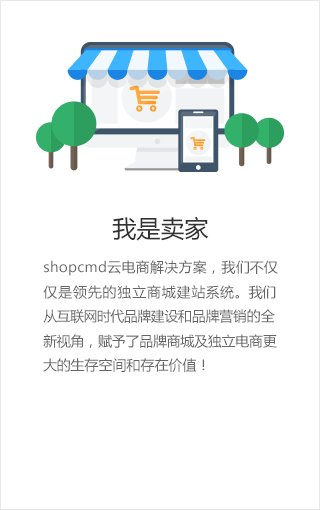 我是卖家
shopcmd云电商解决方案，我们不仅
仅是领先的独立商城建站系统。我们
从互联网时代品牌建设和品牌营销的全
新视角，赋予了品牌商城及独立电商更
大的生存空间和存在价值！